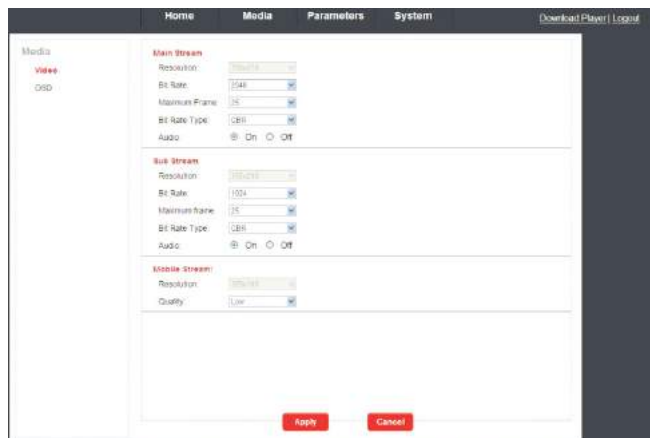 Home Media Parameters System Download Player | Logout
Media
Video
OSD
Main Stream
Resolution:
Bit Rate: 2048
Maximum Frame: 25
Bit Rate Type: CBR
Audio: On Off
Sub Stream
Resolution:
Bit Rate: 1024
Maximum frame: 25
Bit Rate Type: CBR
Audio: On Off
Mobile Stream:
Resolution:
Quality: Low
Apply Cancel